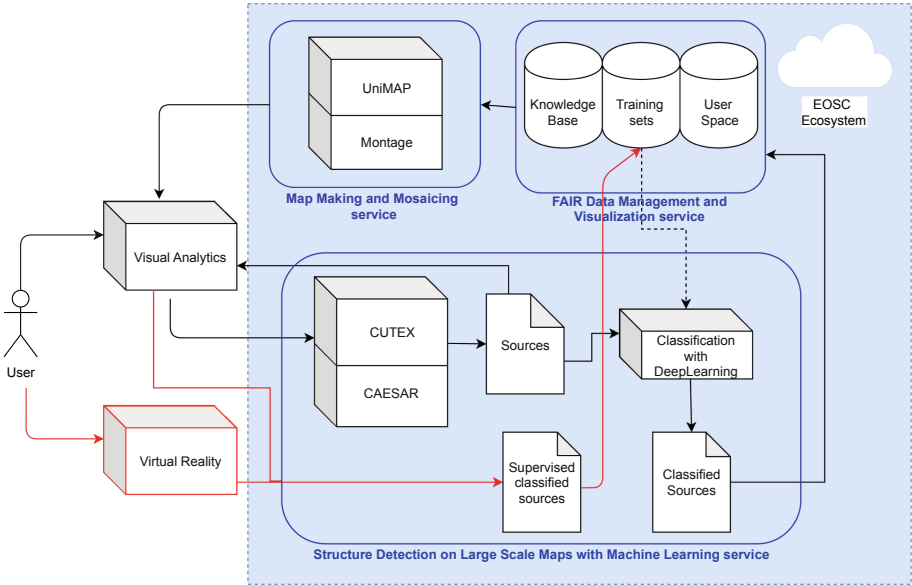 UniMAP
Montage
Map Making and Mosaicing
service
Knowledge
Base
Training
sets
User
Space
FAIR Data Management and
Visualization service
EOSC
Ecosystem
Visual Analytics
User
Virtual Reality
CUTEX
CAESAR
Sources
Classification
with
DeepLearning
Supervised
classified
sources
Classified
Sources
Structure Detection on Large Scale Maps with Machine Learning service